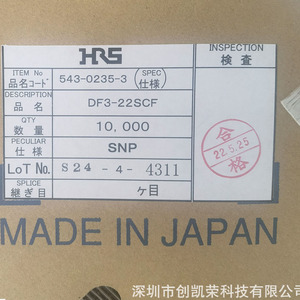 HRS
INSPECTION
検査
ITEM No
品名コード
543-0235-3
SPEC
仕様
DESCRIPTION
品名
DF3-22SCF
QTY
数量
10,000
PECULIAR
仕様
SNP
LoT No.
S24 - 4- 4311
SPLICE
継ぎ目
ヶ目
合格
22.5.25
MADE IN JAPAN
深圳市创凯荣科技有限公司